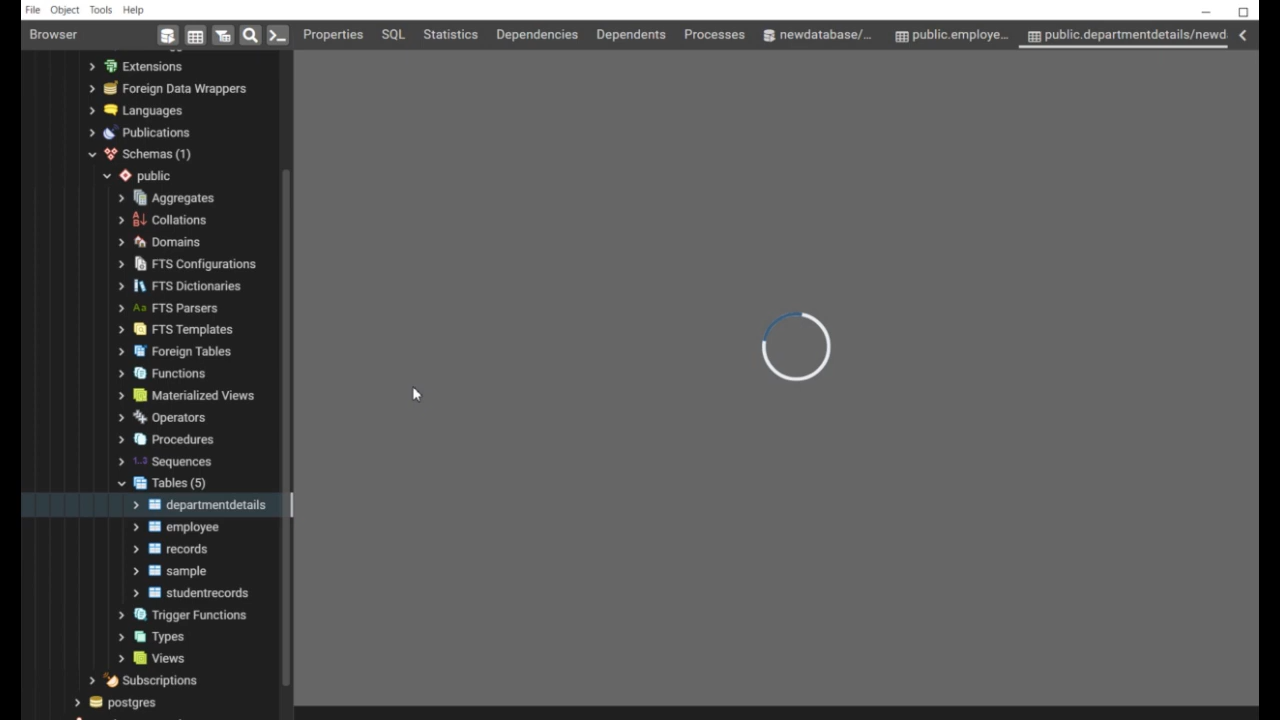 File Object Tools Help
Browser
Properties SQL Statistics Dependencies Dependents Processes newdatabase/... public.employe... public.departmentdetails/newd
Extensions
Foreign Data Wrappers
Languages
Publications
Schemas (1)
public
Aggregates
Collations
Domains
FTS Configurations
FTS Dictionaries
Aa FTS Parsers
FTS Templates
Foreign Tables
Functions
Materialized Views
Operators
Procedures
1..3 Sequences
Tables (5)
departmentdetails
employee
records
sample
studentrecords
Trigger Functions
Types
Views
Subscriptions
postgres